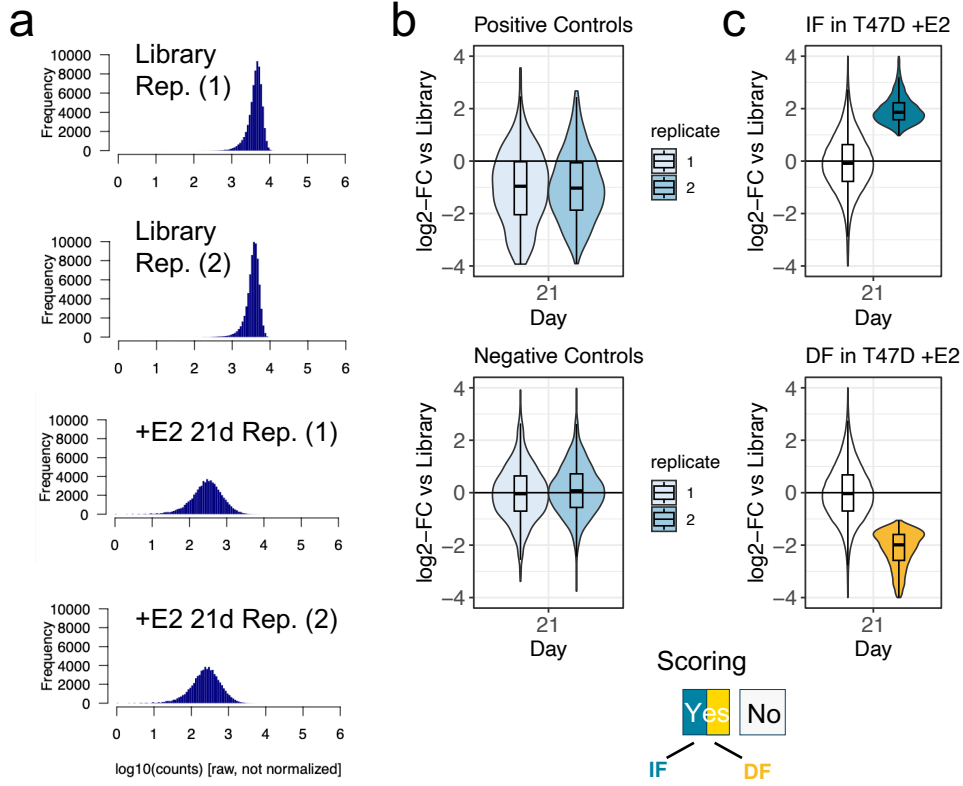 a
Library
Rep. (1)
Frequency
10000
8000
6000
4000
2000
0
0 1 2 3 4 5 6
Library
Rep. (2)
Frequency
10000
8000
6000
4000
2000
0
0 1 2 3 4 5 6
+E2 21d Rep. (1)
Frequency
10000
8000
6000
4000
2000
0
0 1 2 3 4 5 6
+E2 21d Rep. (2)
Frequency
10000
8000
6000
4000
2000
0
0 1 2 3 4 5 6
log10(counts) [raw, not normalized]
b
Positive Controls
log2−FC vs Library
4
2
0
−2
−4
21
Day
replicate
1
2
Negative Controls
log2−FC vs Library
4
2
0
−2
−4
21
Day
replicate
1
2
c
IF in T47D +E2
log2−FC vs Library
4
2
0
−2
−4
21
Day
DF in T47D +E2
log2−FC vs Library
4
2
0
−2
−4
21
Day
Scoring
Yes No
IF DF